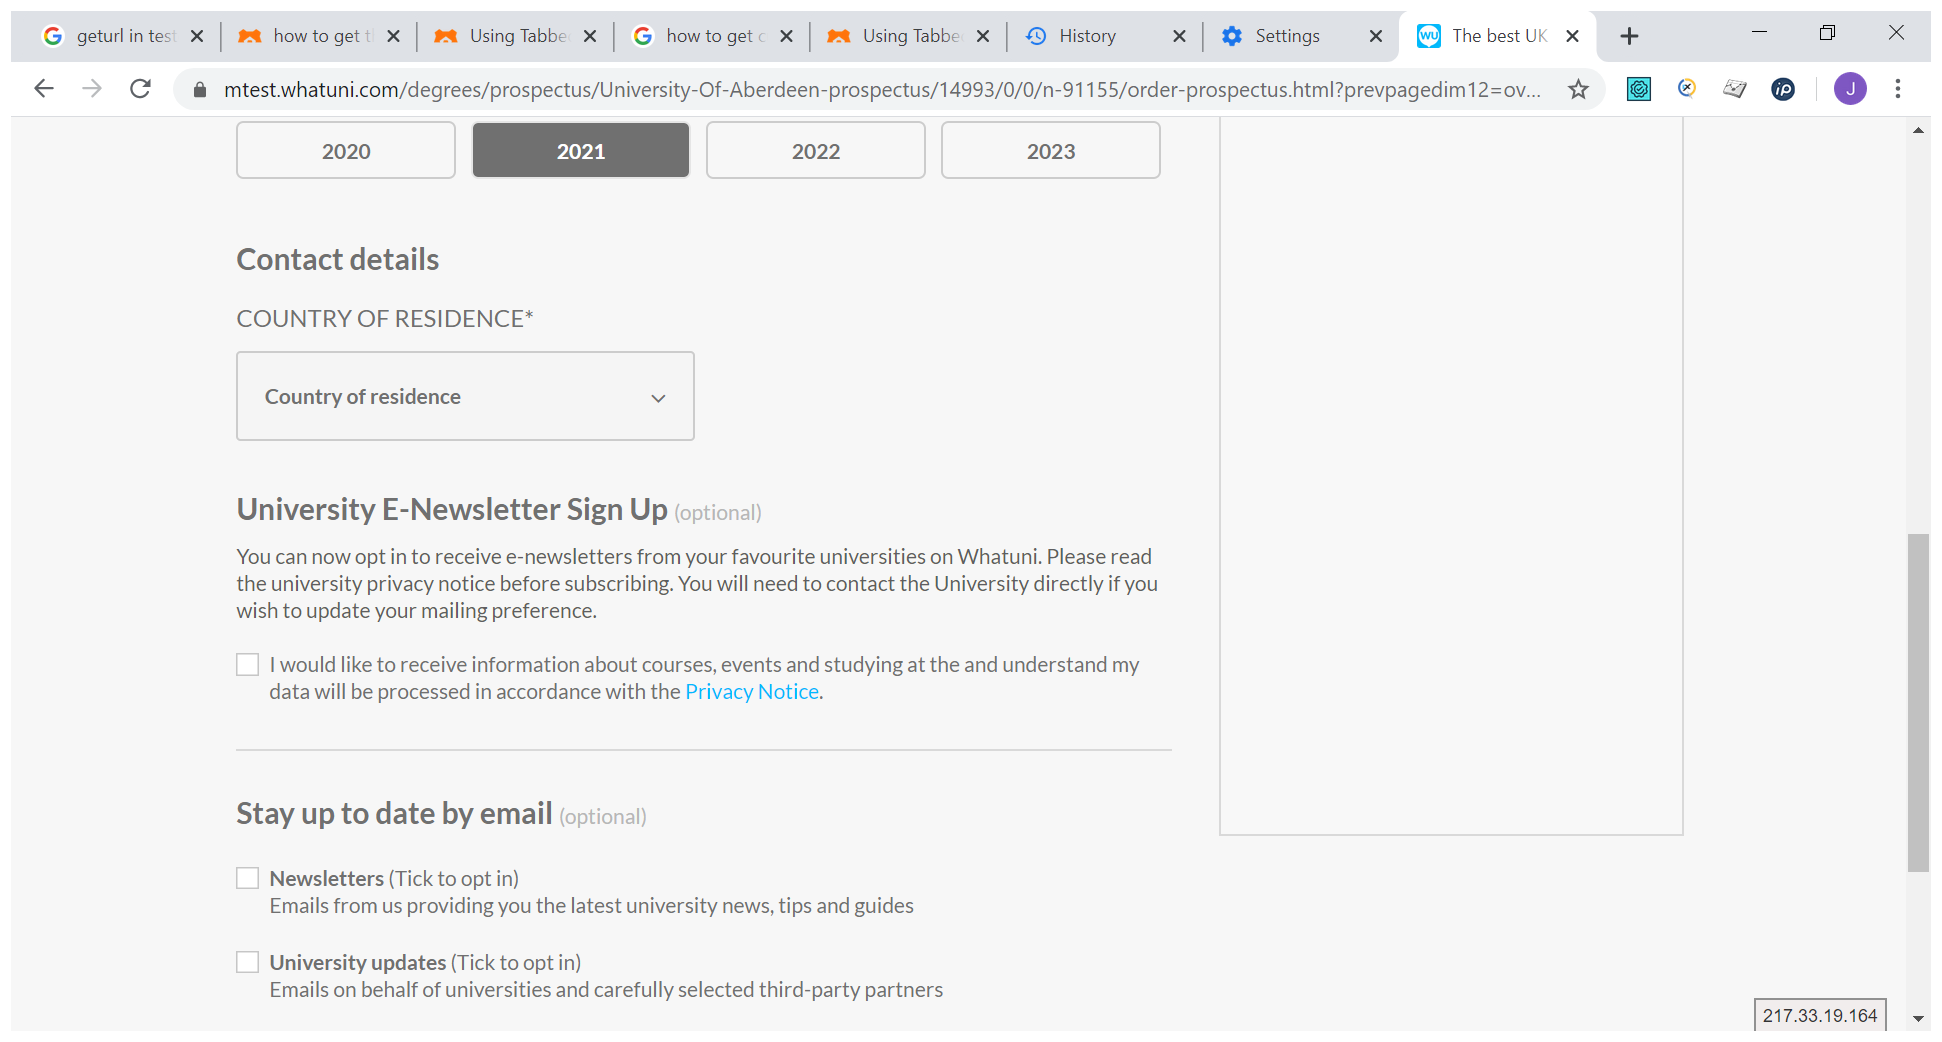 geturl in test
how to get t
Using Tabbe
how to get c
Using Tabbe
History
Settings
WU The best UK
mtest.whatuni.com/degrees/prospectus/University-Of-Aberdeen-prospectus/14993/0/0/n-91155/order-prospectus.html?prevpagedim12=ov...
iP
J
2020 2021 2022 2023
Contact details
COUNTRY OF RESIDENCE*
Country of residence
University E-Newsletter Sign Up (optional)
You can now opt in to receive e-newsletters from your favourite universities on Whatuni. Please read
the university privacy notice before subscribing. You will need to contact the University directly if you
wish to update your mailing preference.
I would like to receive information about courses, events and studying at the and understand my
data will be processed in accordance with the Privacy Notice.
Stay up to date by email (optional)
Newsletters (Tick to opt in)
Emails from us providing you the latest university news, tips and guides
University updates (Tick to opt in)
Emails on behalf of universities and carefully selected third-party partners
217.33.19.164